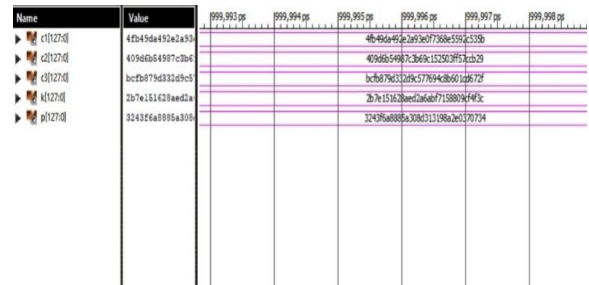 Name Value 999,993 ps 999,994 ps 999,995 ps 999,996 ps 999,997 ps 999,998 ps
c1[127:0] 4fb49da492e2a93 4fb49da492e2a93e0f7368e5592c535b
c2[127:0] 409d6b54987c3b6 409d6b54987c3b69c152503ff57ccb29
c3[127:0] bcfb879d332d9c5 bcfb879d332d9c577694c8b601cd672f
k[127:0] 2b7e151628aed2a 2b7e151628aed2a6abf7158809cf4f3c
p[127:0] 3243f6a8885a308 3243f6a8885a308d313198a2e0370734